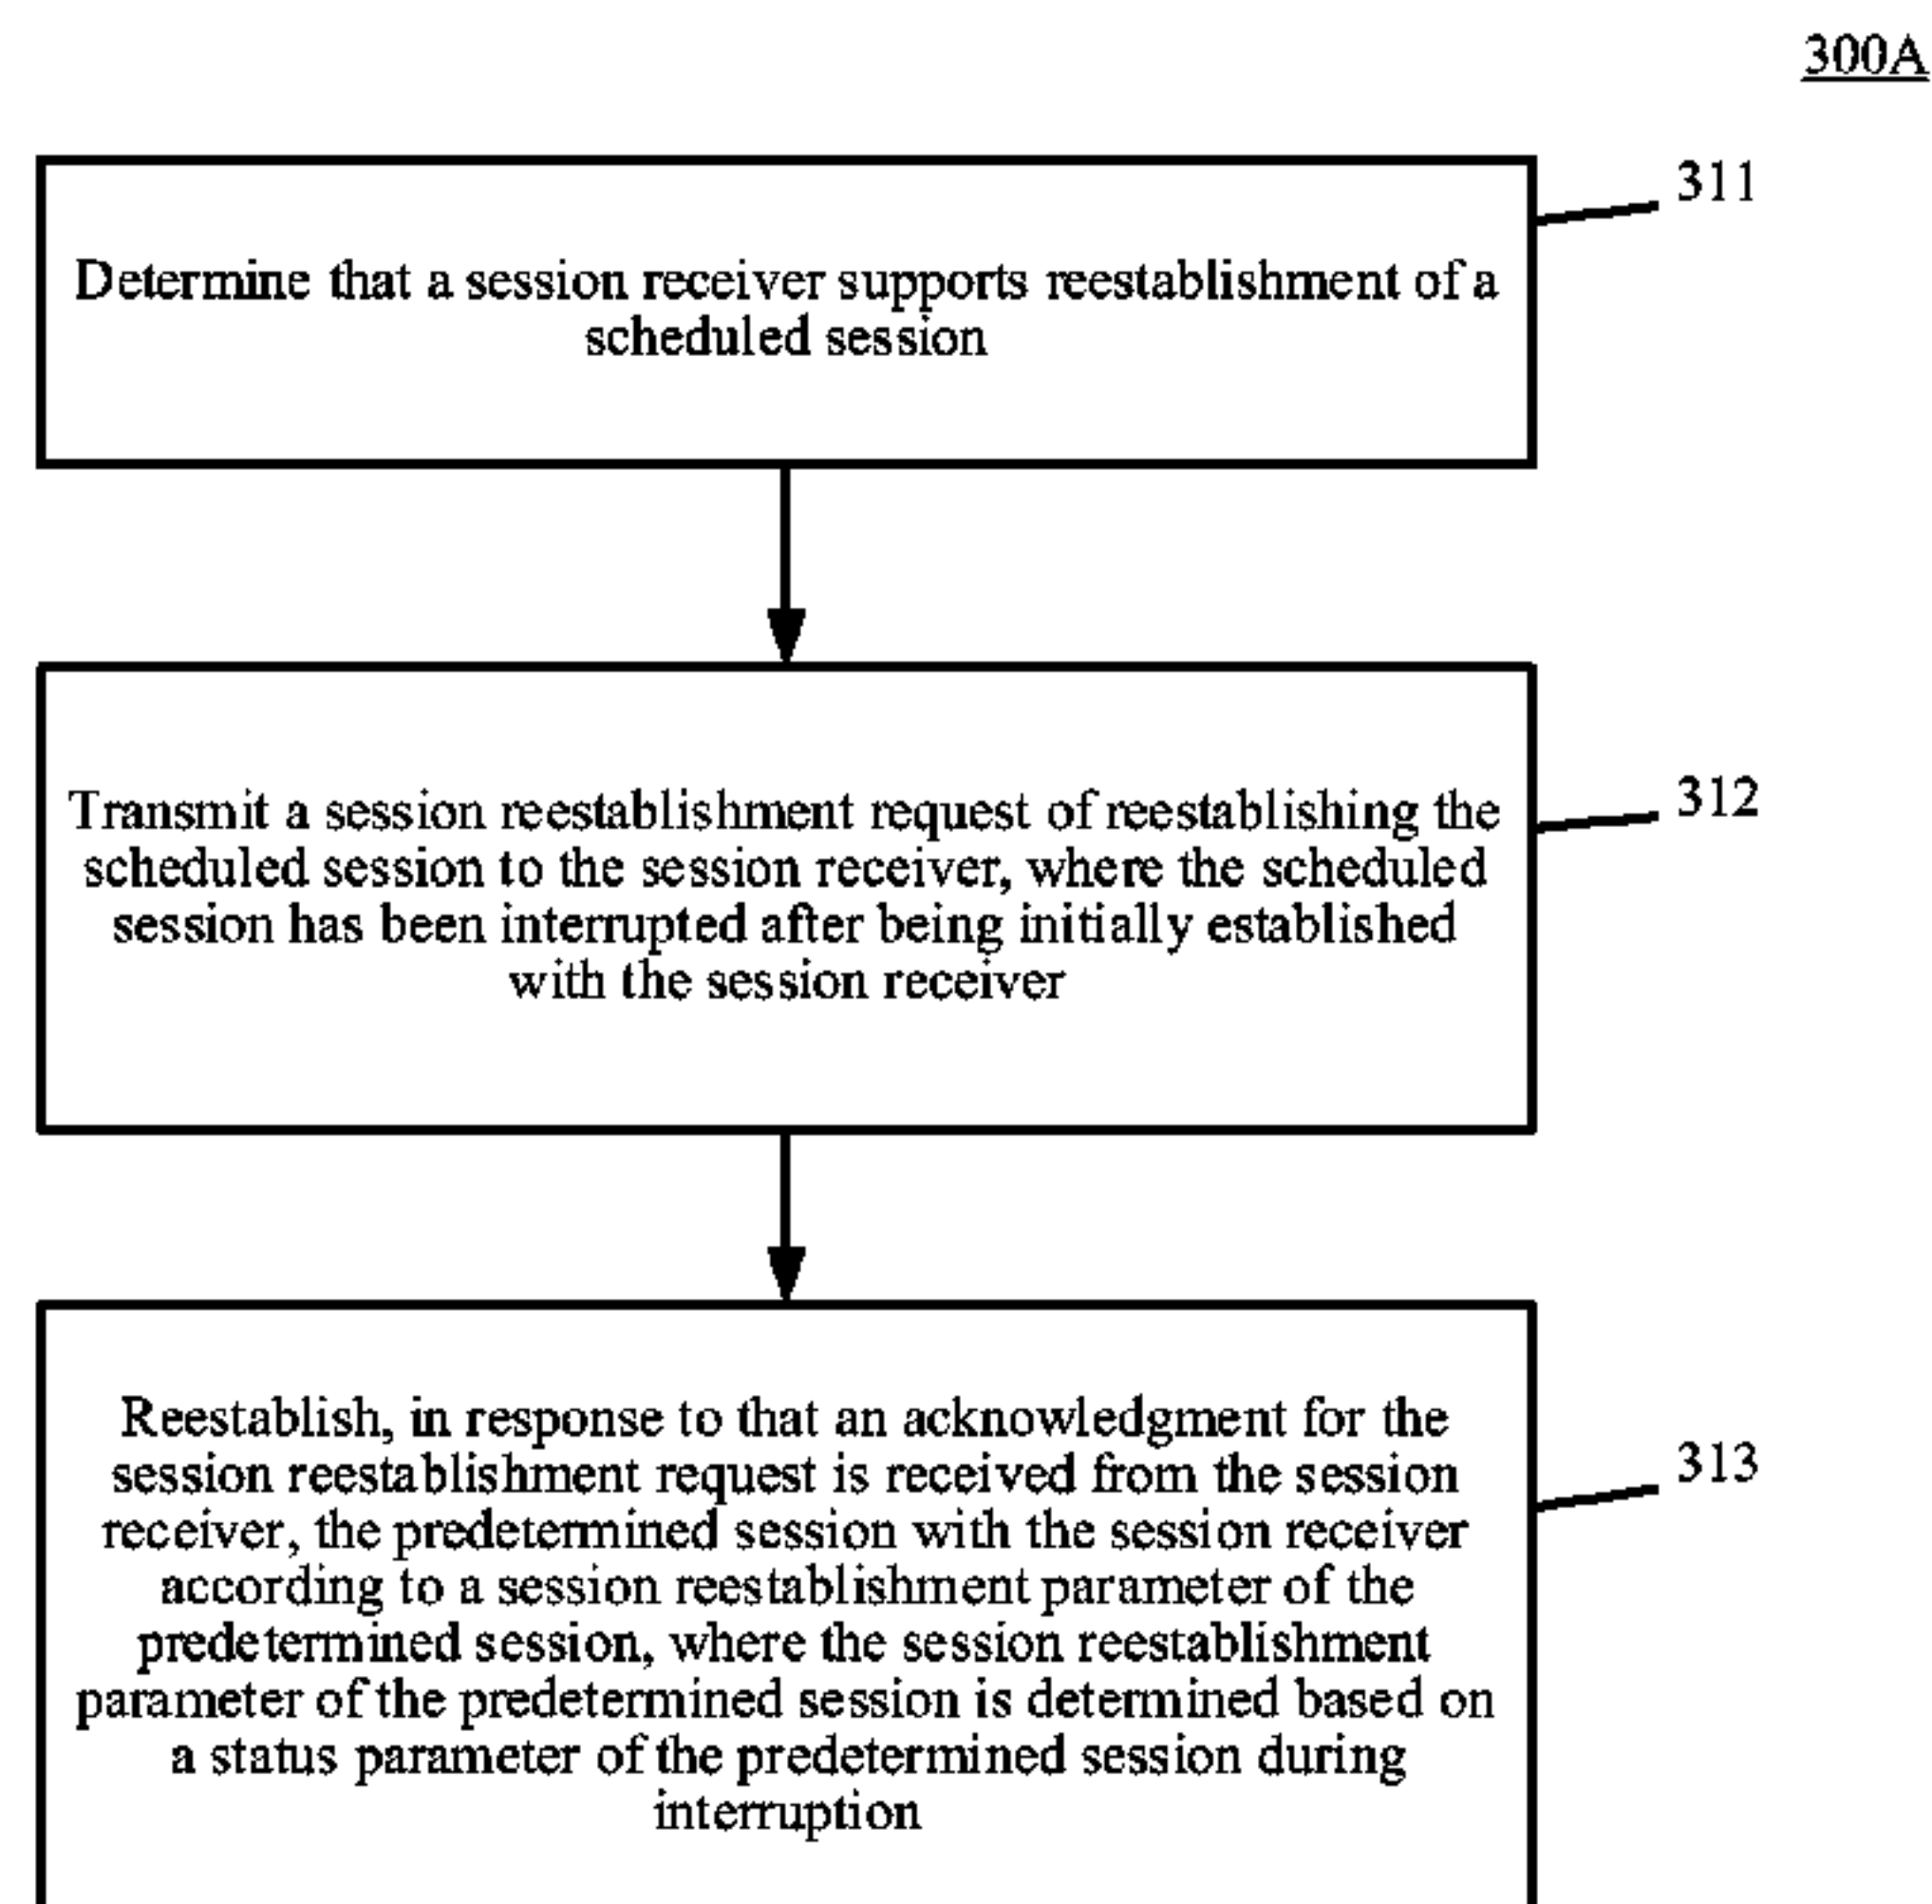 300A
311
Determine that a session receiver supports reestablishment of a
scheduled session
312
Transmit a session reestablishment request of reestablishing the
scheduled session to the session receiver, where the scheduled
session has been interrupted after being initially established
with the session receiver
313
Reestablish, in response to that an acknowledgment for the
session reestablishment request is received from the session
receiver, the predetermined session with the session receiver
according to a session reestablishment parameter of the
predetermined session, where the session reestablishment
parameter of the predetermined session is determined based on
a status parameter of the predetermined session during
interruption